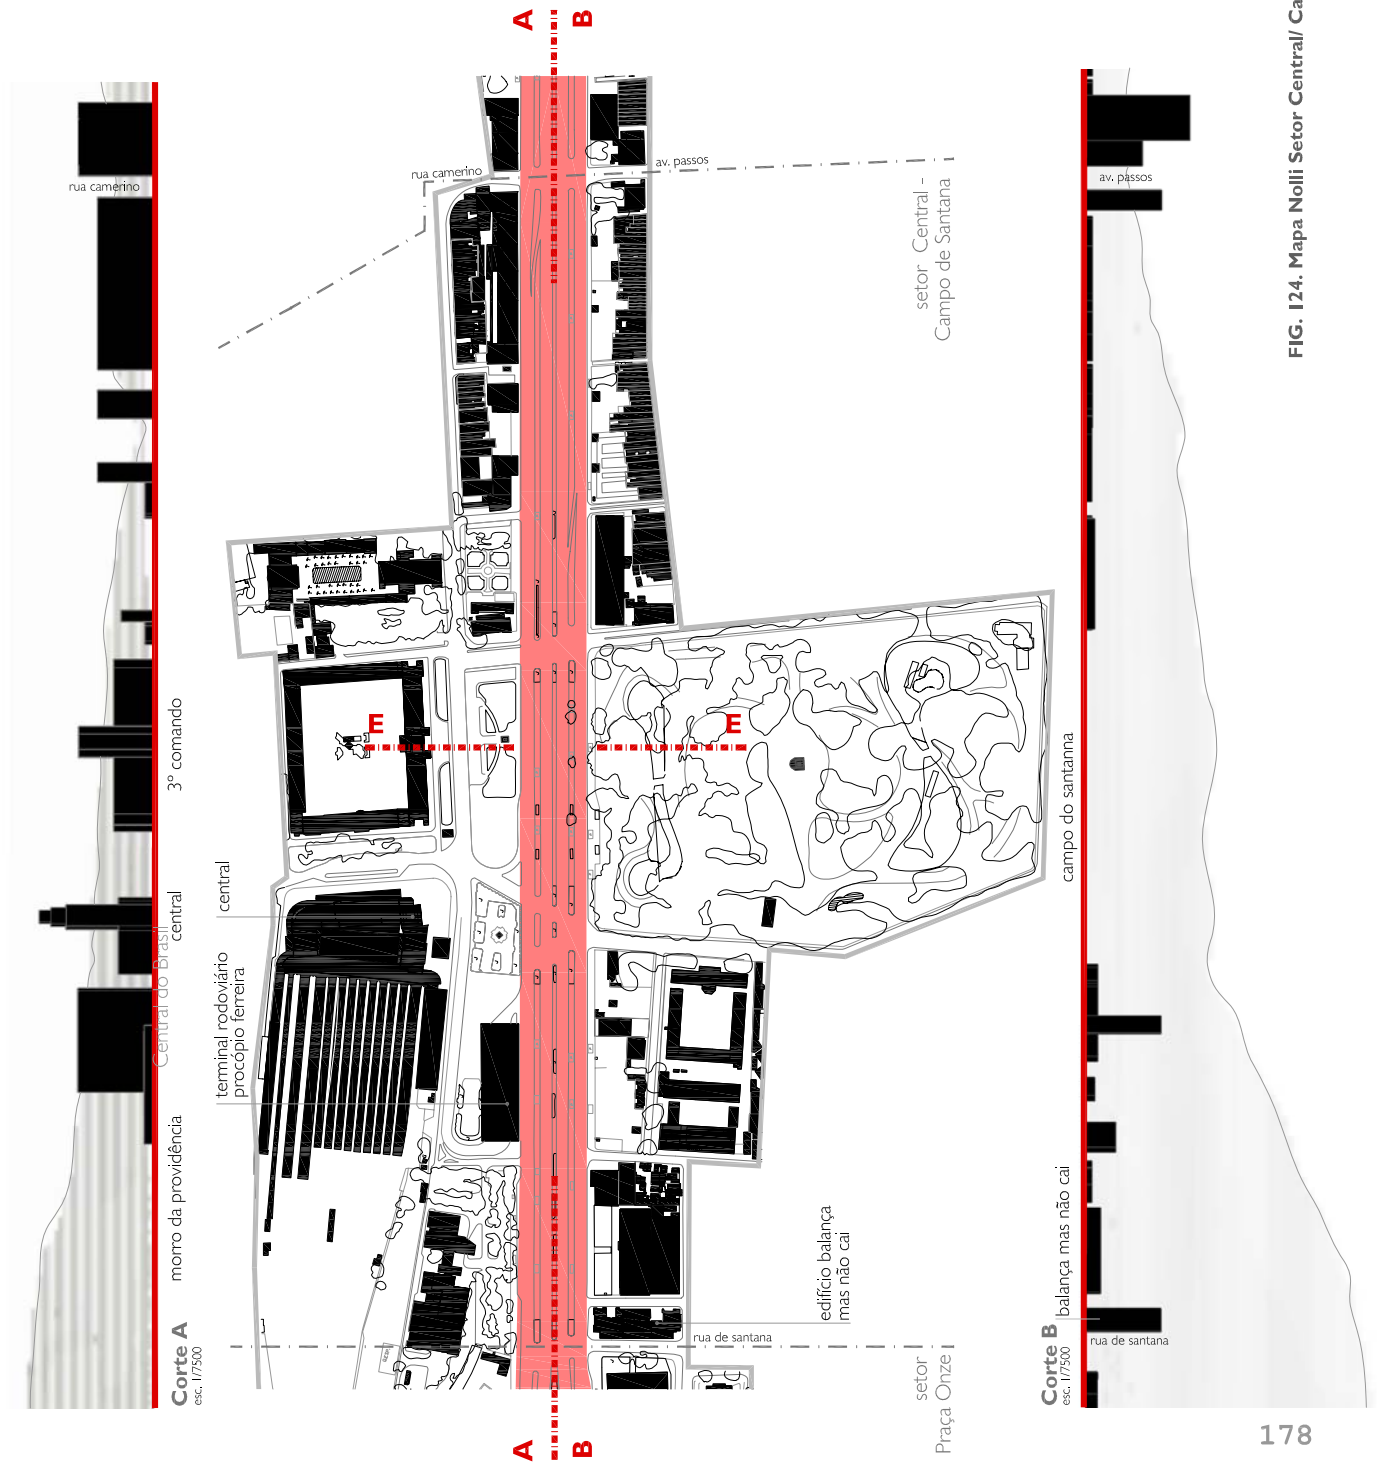 A
B
FIG. 124. Mapa Nolli Setor Central/ Ca
rua camerino
av. passos
rua camerino
av. passos
setor Central -
Campo de Santana
E
E
3º comando
campo do santanna
central
central
Central do Brasil
terminal rodoviário
procópio ferreira
morro da providência
edifício balança
mas não cai
balança mas não cai
rua de santana
rua de santana
Corte A
esc. 1/7500
Corte B
esc. 1/7500
setor
Praça Onze
A
B
178